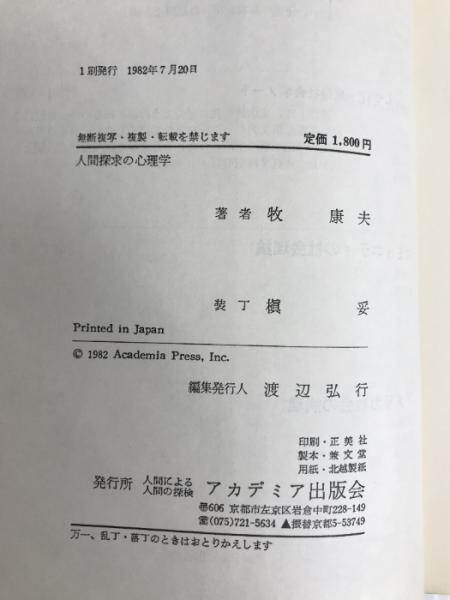 1刷発行 1982年7月20日
無断複写・複製・転載を禁じます 定価 1,800円
人間探求の心理学
著者 牧 康夫
装丁 槇 妥
Printed in Japan
© 1982 Academia Press, Inc.
編集発行人 渡辺弘行
印刷・正美社
製本・兼文堂
用紙・北越製紙
発行所 人間による人間の探検 アカデミア出版会
〒606 京都市左京区岩倉中町228-149
☎(075)721-5634 ▲振替京都5-53749
万一、乱丁・落丁のときはおとりかえします